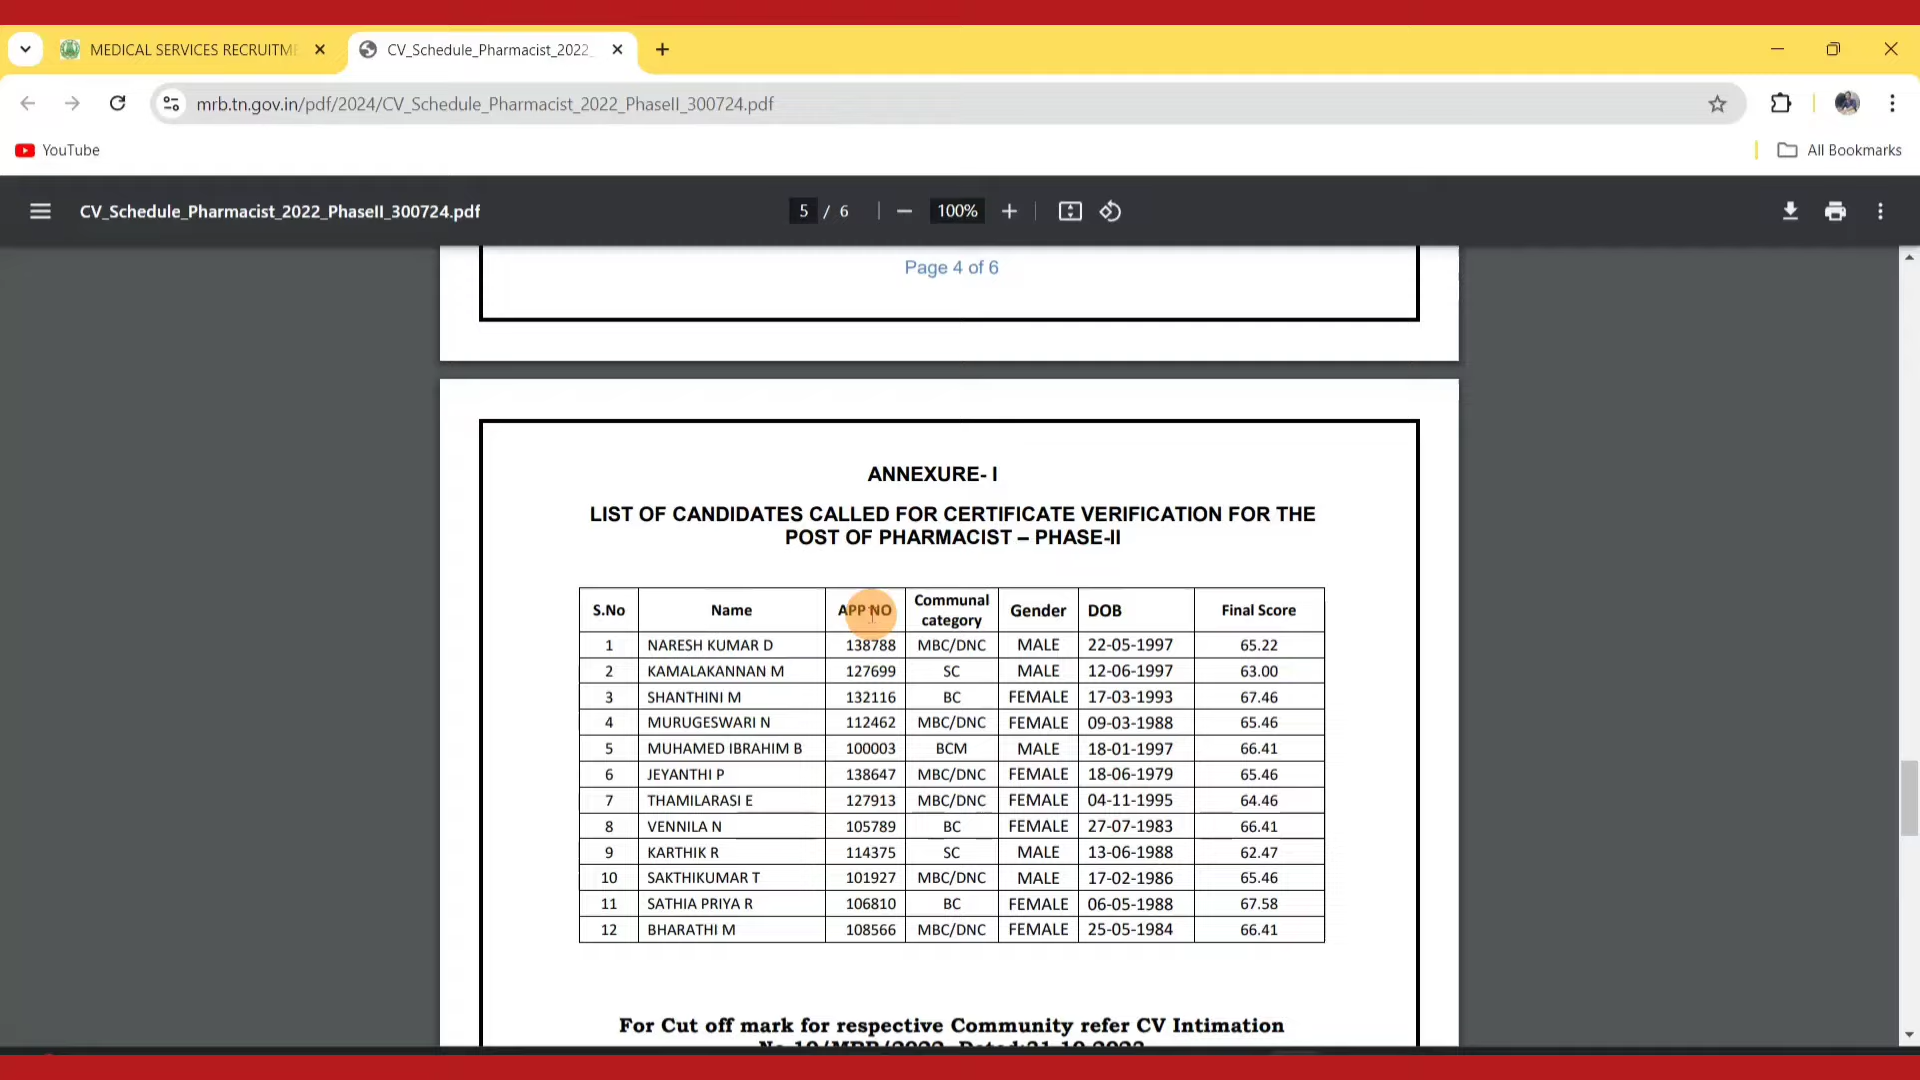 MEDICAL SERVICES RECRUITME
CV_Schedule_Pharmacist_2022_
mrb.tn.gov.in/pdf/2024/CV_Schedule_Pharmacist_2022_PhaseII_300724.pdf
YouTube
All Bookmarks
CV_Schedule_Pharmacist_2022_PhaseII_300724.pdf
5 / 6
100%
Page 4 of 6
ANNEXURE- I
LIST OF CANDIDATES CALLED FOR CERTIFICATE VERIFICATION FOR THE
POST OF PHARMACIST – PHASE-II
S.No Name APP NO Communal category Gender DOB Final Score
1 NARESH KUMAR D 138788 MBC/DNC MALE 22-05-1997 65.22
2 KAMALAKANNAN M 127699 SC MALE 12-06-1997 63.00
3 SHANTHINI M 132116 BC FEMALE 17-03-1993 67.46
4 MURUGESWARI N 112462 MBC/DNC FEMALE 09-03-1988 65.46
5 MUHAMED IBRAHIM B 100003 BCM MALE 18-01-1997 66.41
6 JEYANTHI P 138647 MBC/DNC FEMALE 18-06-1979 65.46
7 THAMILARASI E 127913 MBC/DNC FEMALE 04-11-1995 64.46
8 VENNILA N 105789 BC FEMALE 27-07-1983 66.41
9 KARTHIK R 114375 SC MALE 13-06-1988 62.47
10 SAKTHIKUMAR T 101927 MBC/DNC MALE 17-02-1986 65.46
11 SATHIA PRIYA R 106810 BC FEMALE 06-05-1988 67.58
12 BHARATHI M 108566 MBC/DNC FEMALE 25-05-1984 66.41
For Cut off mark for respective Community refer CV Intimation